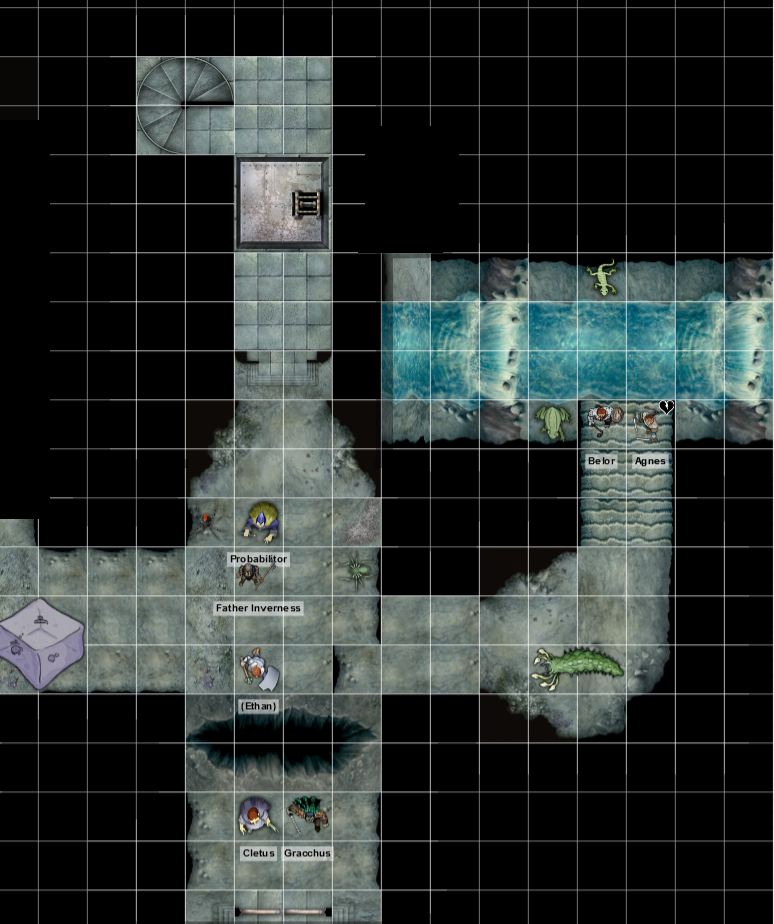 Belor
Agnes
Probabilitor
Father Inverness
(Ethan)
Cletus
Gracchus